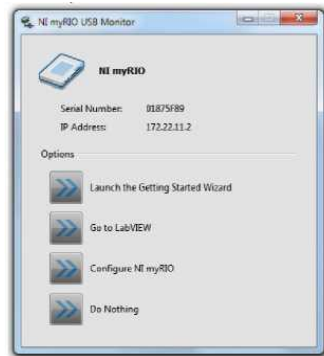 NI myRIO USB Monitor
NI myRIO
Serial Number: 01875F89
IP Address: 172.22.11.2
Options
Launch the Getting Started Wizard
Go to LabVIEW
Configure NI myRIO
Do Nothing